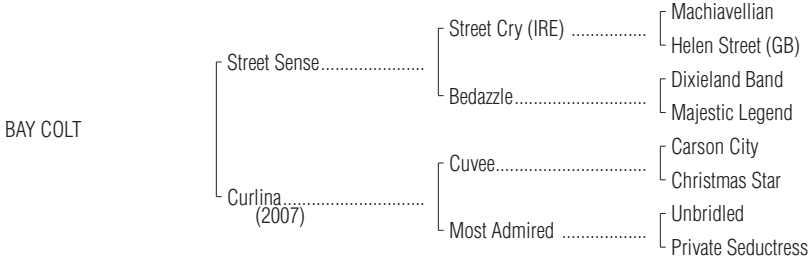 Machiavellian
Street Cry (IRE) ................
Helen Street (GB)
Street Sense......................
Dixieland Band
Bedazzle............................
Majestic Legend
BAY COLT
Carson City
Cuvee................................
Christmas Star
Curlina..............................
(2007)
Unbridled
Most Admired ..................
Private Seductress